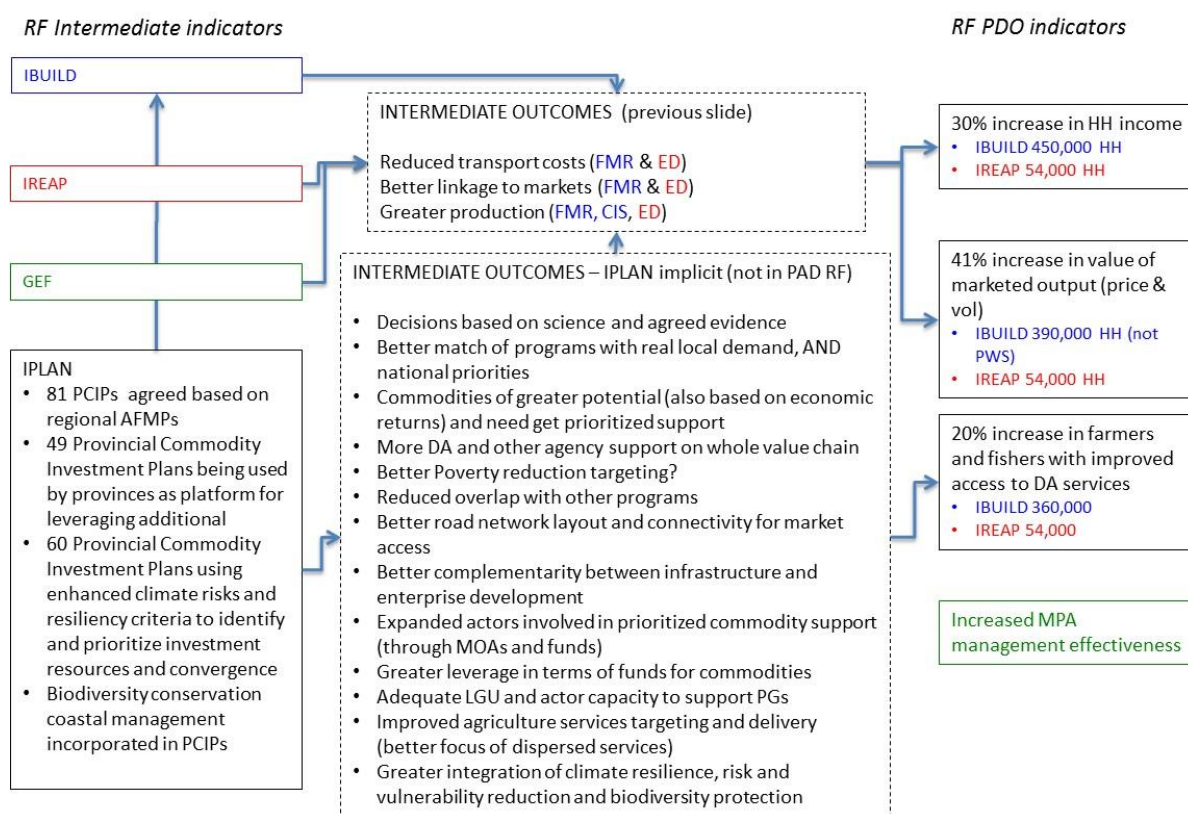 RF Intermediate indicators
IBUILD
IREAP
GEF
IPLAN
• 81 PCIPs agreed based on
regional AFMPs
• 49 Provincial Commodity
Investment Plans being used
by provinces as platform for
leveraging additional
• 60 Provincial Commodity
Investment Plans using
enhanced climate risks and
resiliency criteria to identify
and prioritize investment
resources and convergence
• Biodiversity conservation
coastal management
incorporated in PCIPs
INTERMEDIATE OUTCOMES (previous slide)
Reduced transport costs (FMR & ED)
Better linkage to markets (FMR & ED)
Greater production (FMR, CIS, ED)
INTERMEDIATE OUTCOMES – IPLAN implicit (not in PAD RF)
• Decisions based on science and agreed evidence
• Better match of programs with real local demand, AND
national priorities
• Commodities of greater potential (also based on economic
returns) and need get prioritized support
• More DA and other agency support on whole value chain
• Better Poverty reduction targeting?
• Reduced overlap with other programs
• Better road network layout and connectivity for market
access
• Better complementarity between infrastructure and
enterprise development
• Expanded actors involved in prioritized commodity support
(through MOAs and funds)
• Greater leverage in terms of funds for commodities
• Adequate LGU and actor capacity to support PGs
• Improved agriculture services targeting and delivery
(better focus of dispersed services)
• Greater integration of climate resilience, risk and
vulnerability reduction and biodiversity protection
RF PDO indicators
30% increase in HH income
• IBUILD 450,000 HH
• IREAP 54,000 HH
41% increase in value of
marketed output (price &
vol)
• IBUILD 390,000 HH (not
PWS)
• IREAP 54,000 HH
20% increase in farmers
and fishers with improved
access to DA services
• IBUILD 360,000
• IREAP 54,000
Increased MPA
management effectiveness